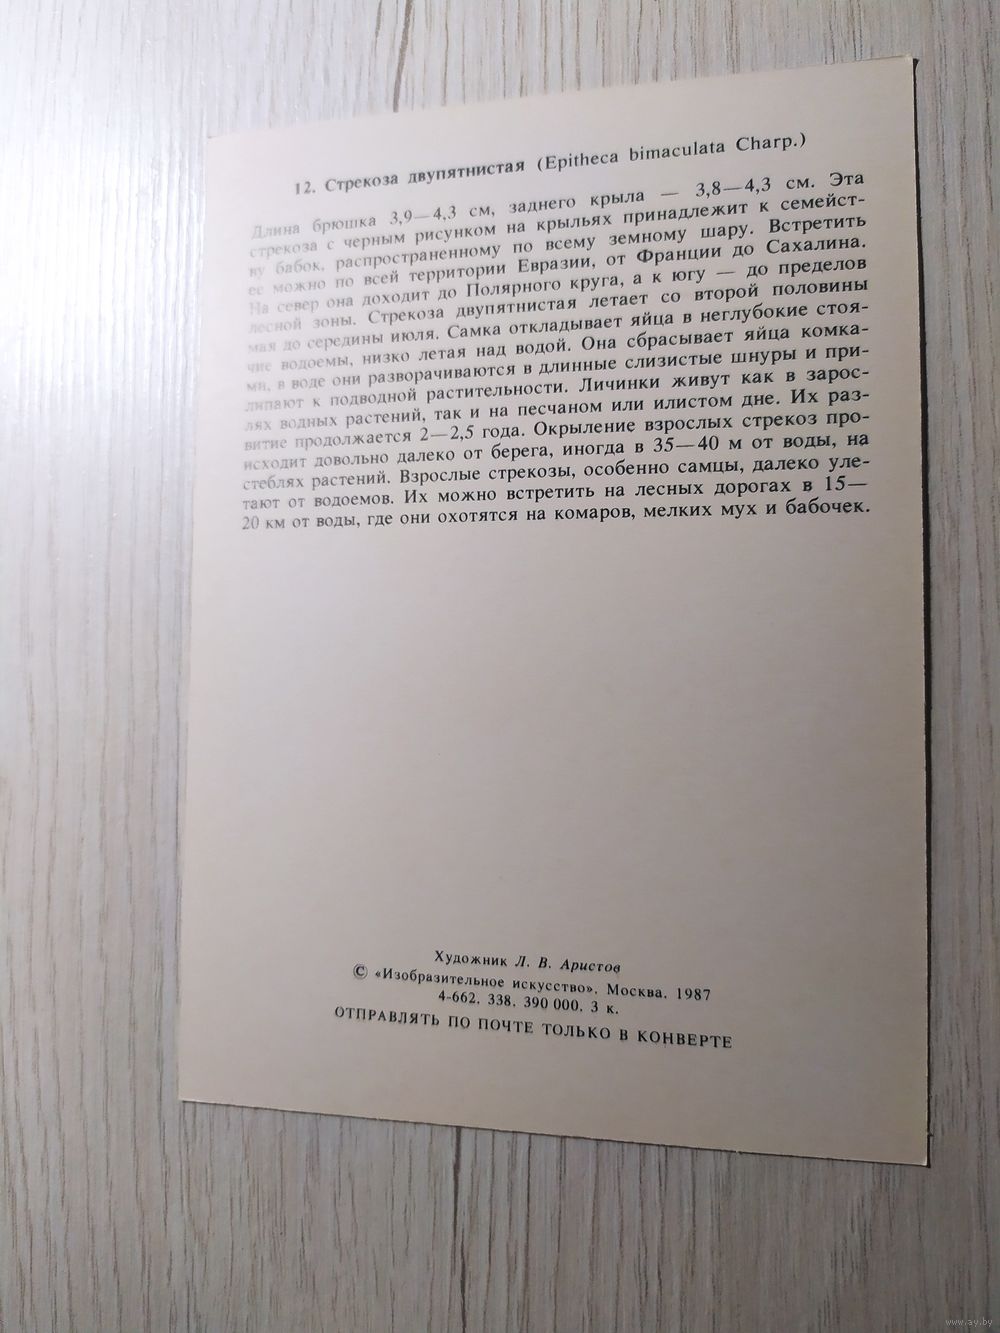 12. Стрекоза двупятнистая (Epitheca bimaculata Charp.)
Длина брюшка 3,9—4,3 см, заднего крыла — 3,8—4,3 см. Эта
стрекоза с черным рисунком на крыльях принадлежит к семейст-
ву бабок, распространенному по всему земному шару. Встретить
ее можно по всей территории Евразии, от Франции до Сахалина.
На север она доходит до Полярного круга, а к югу — до пределов
лесной зоны. Стрекоза двупятнистая летает со второй половины
мая до середины июля. Самка откладывает яйца в неглубокие стоя-
чие водоемы, низко летая над водой. Она сбрасывает яйца комка-
ми, в воде они разворачиваются в длинные слизистые шнуры и при-
липают к подводной растительности. Личинки живут как в зарос-
лях водных растений, так и на песчаном или илистом дне. Их раз-
витие продолжается 2—2,5 года. Окрыление взрослых стрекоз про-
исходит довольно далеко от берега, иногда в 35—40 м от воды, на
стеблях растений. Взрослые стрекозы, особенно самцы, далеко уле-
тают от водоемов. Их можно встретить на лесных дорогах в 15—
20 км от воды, где они охотятся на комаров, мелких мух и бабочек.
Художник Л. В. Аристов
© «Изобразительное искусство». Москва. 1987
4-662. 338. 390 000. 3 к.
ОТПРАВЛЯТЬ ПО ПОЧТЕ ТОЛЬКО В КОНВЕРТЕ
www.ay.by